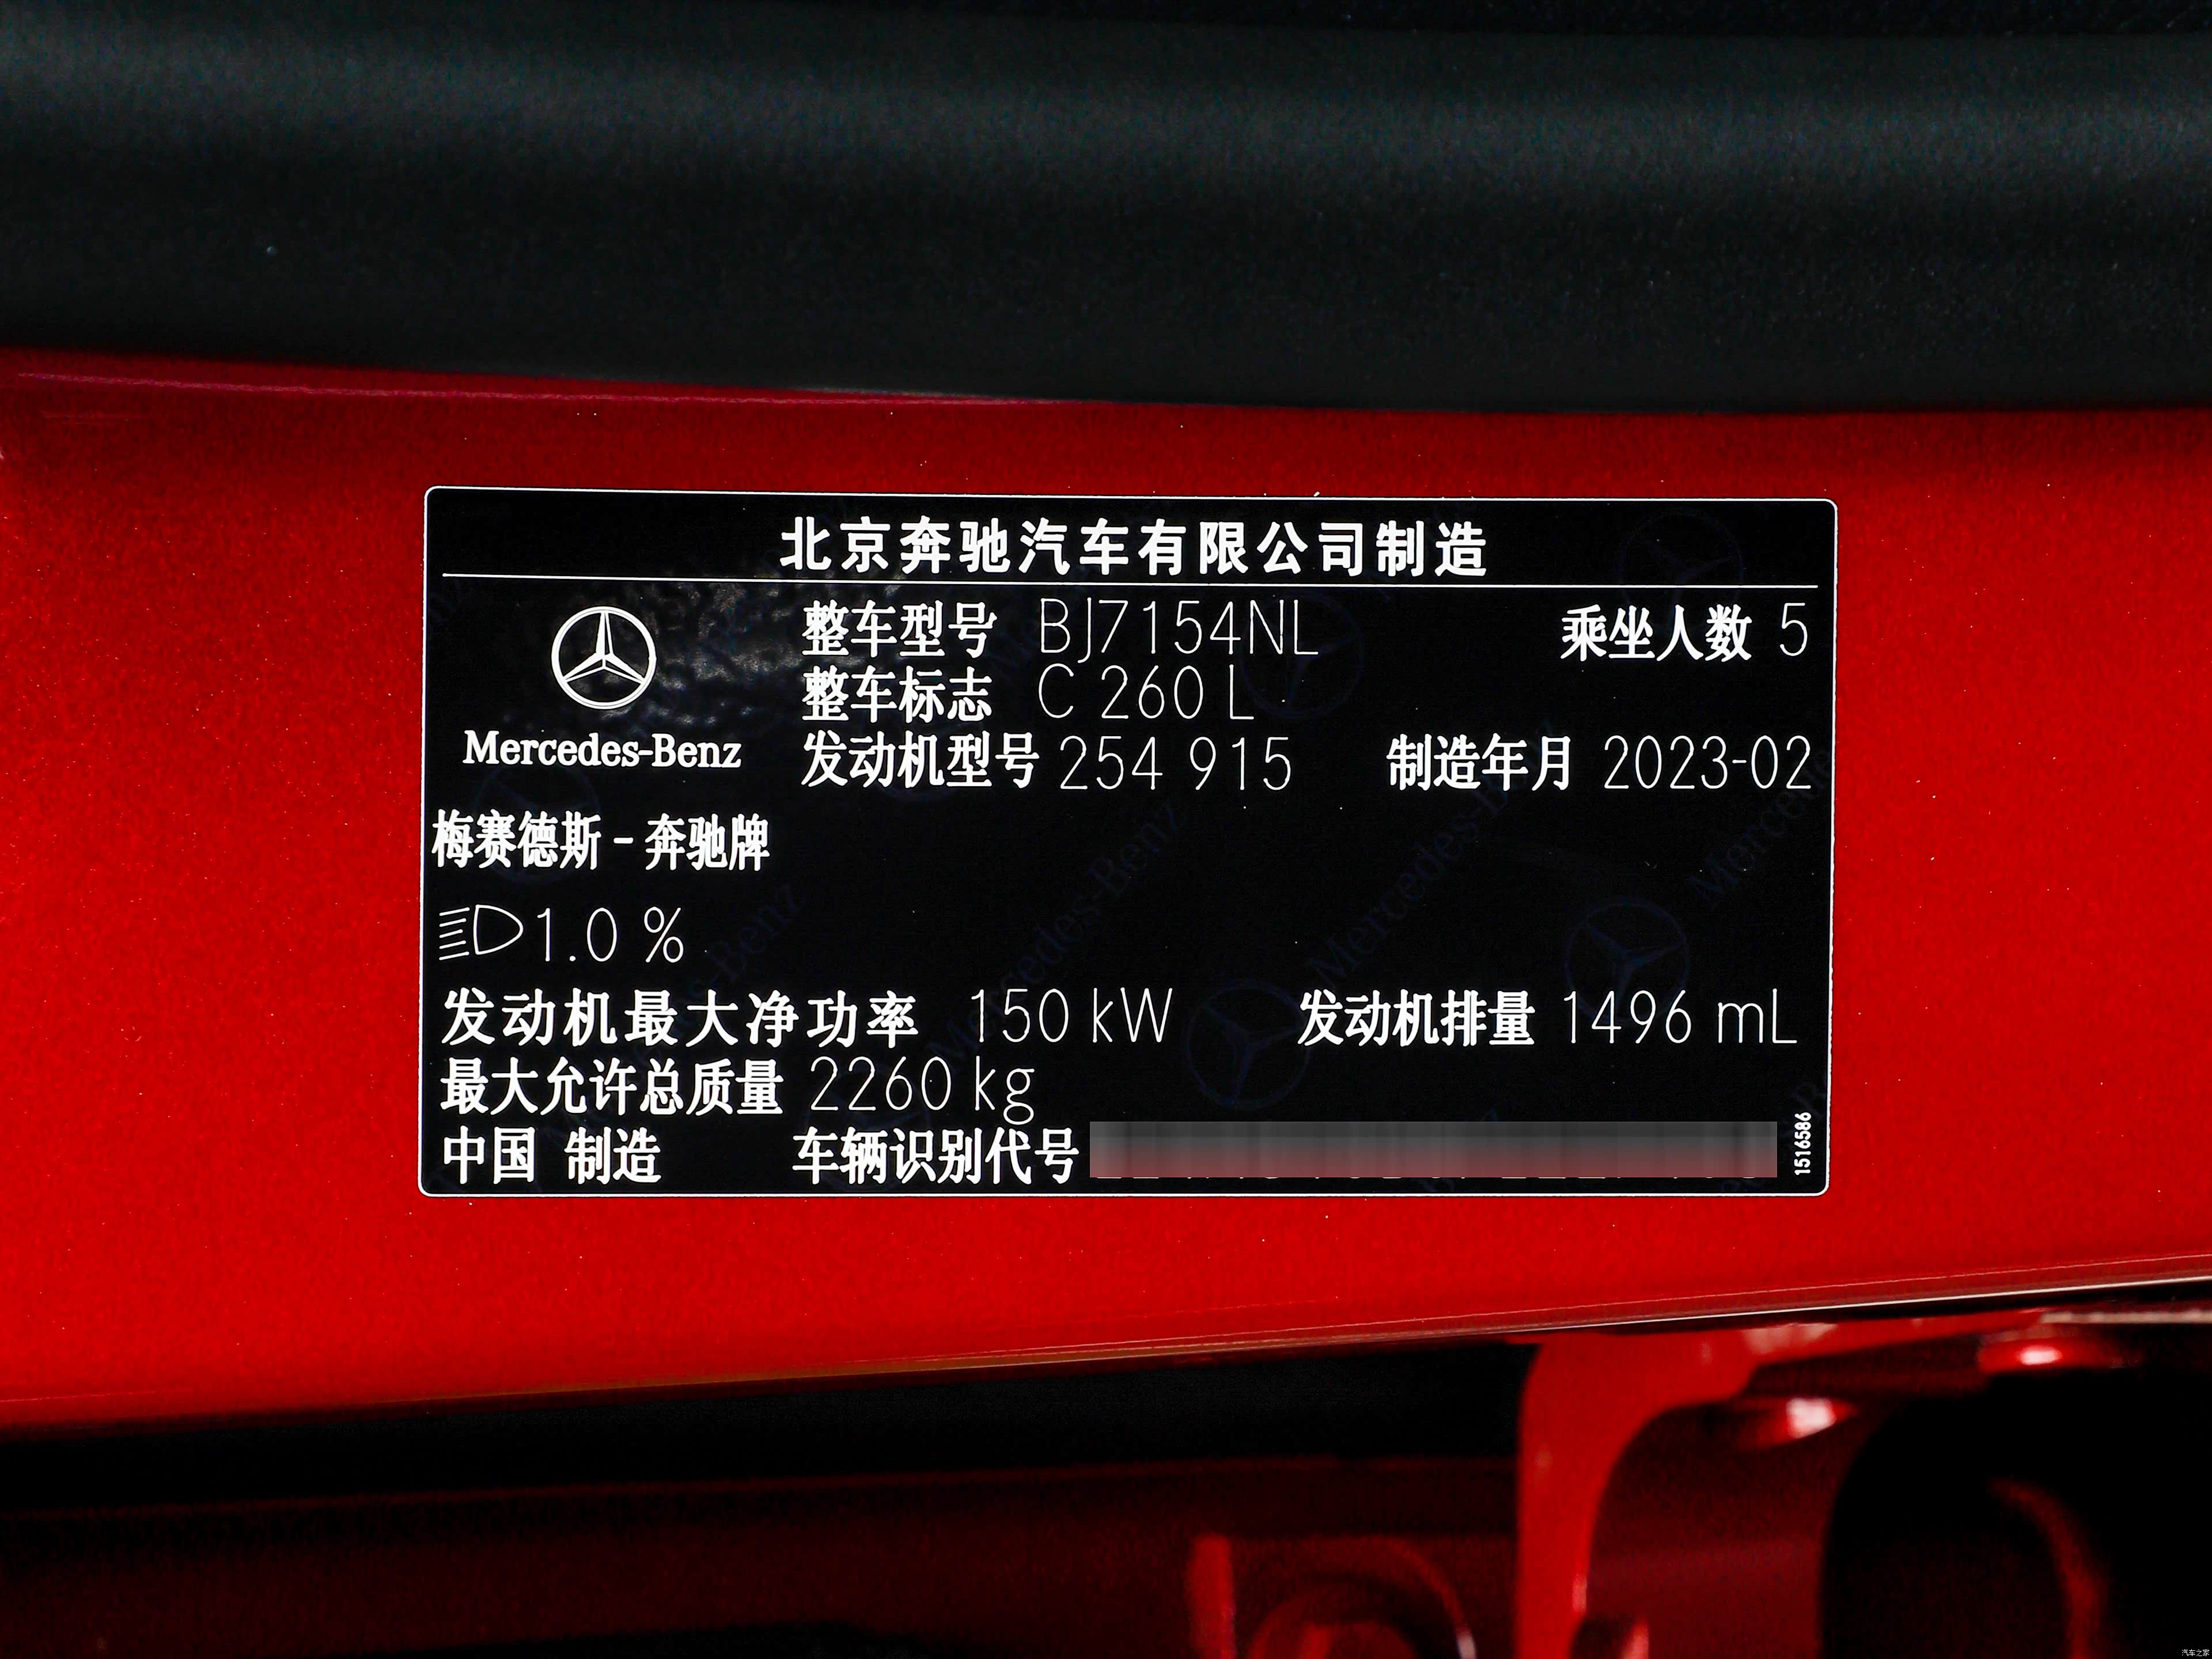 北京奔驰汽车有限公司制造
整车型号 BJ7154NL 乘坐人数 5
整车标志 C 260 L
Mercedes-Benz 发动机型号 254 915 制造年月 2023-02
梅赛德斯-奔驰牌
1.0 %
发动机最大净功率 150 kW 发动机排量 1496 mL
最大允许总质量 2260 kg
中国 制造 车辆识别代号
1516586
汽车之家